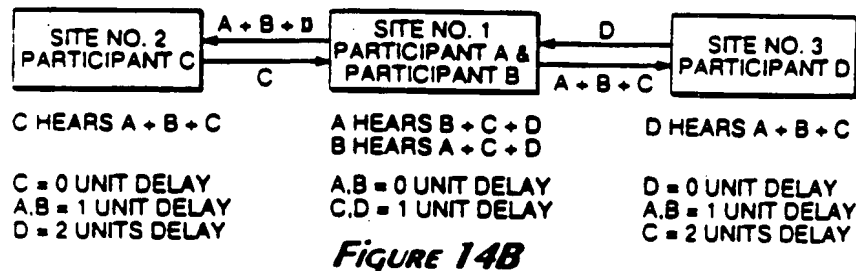 SITE NO. 2
PARTICIPANT C
A + B + D
C
SITE NO. 1
PARTICIPANT A &
PARTICIPANT B
D
A + B + C
SITE NO. 3
PARTICIPANT D
C HEARS A + B + C
A HEARS B + C + D
B HEARS A + C + D
D HEARS A + B + C
C = 0 UNIT DELAY
A,B = 1 UNIT DELAY
D = 2 UNITS DELAY
A,B = 0 UNIT DELAY
C,D = 1 UNIT DELAY
D = 0 UNIT DELAY
A,B = 1 UNIT DELAY
C = 2 UNITS DELAY
FIGURE 14B